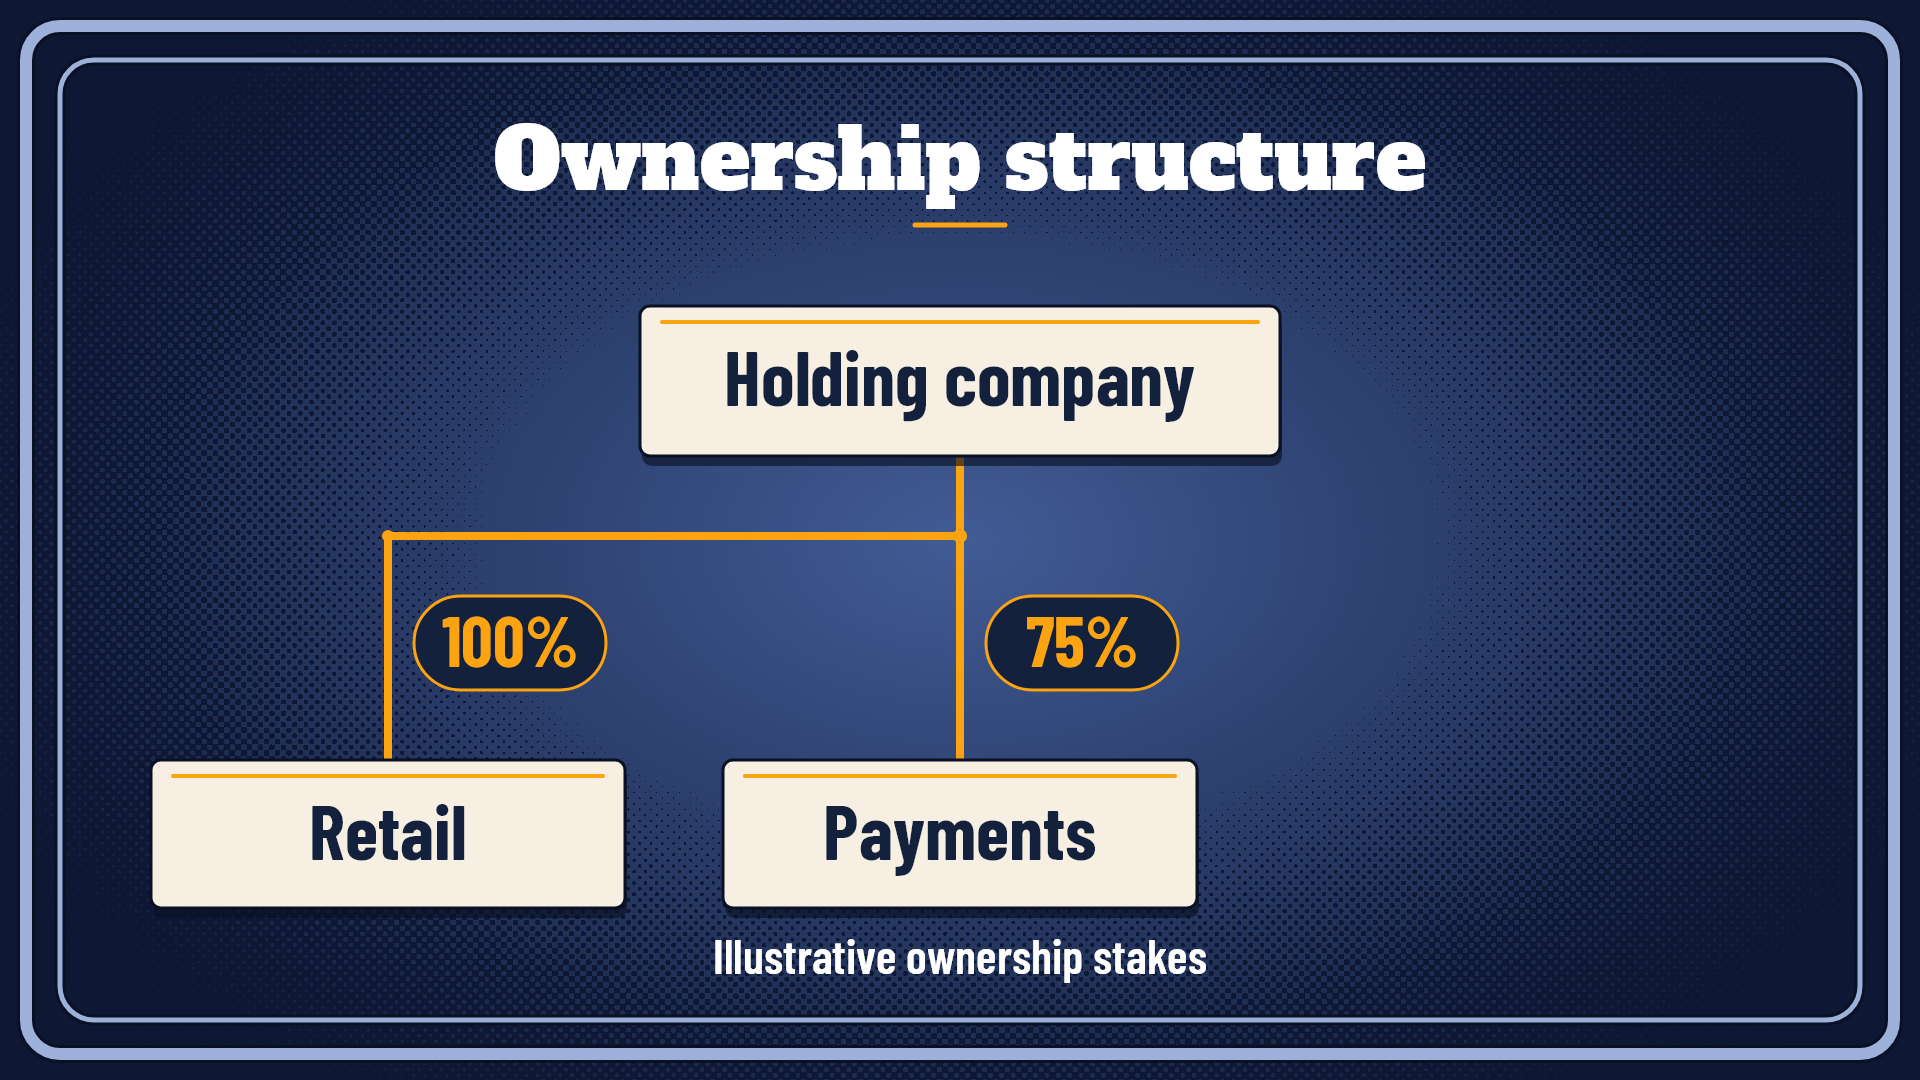 Ownership structure
Holding company
100%
75%
Retail
Payments
Illustrative ownership stakes